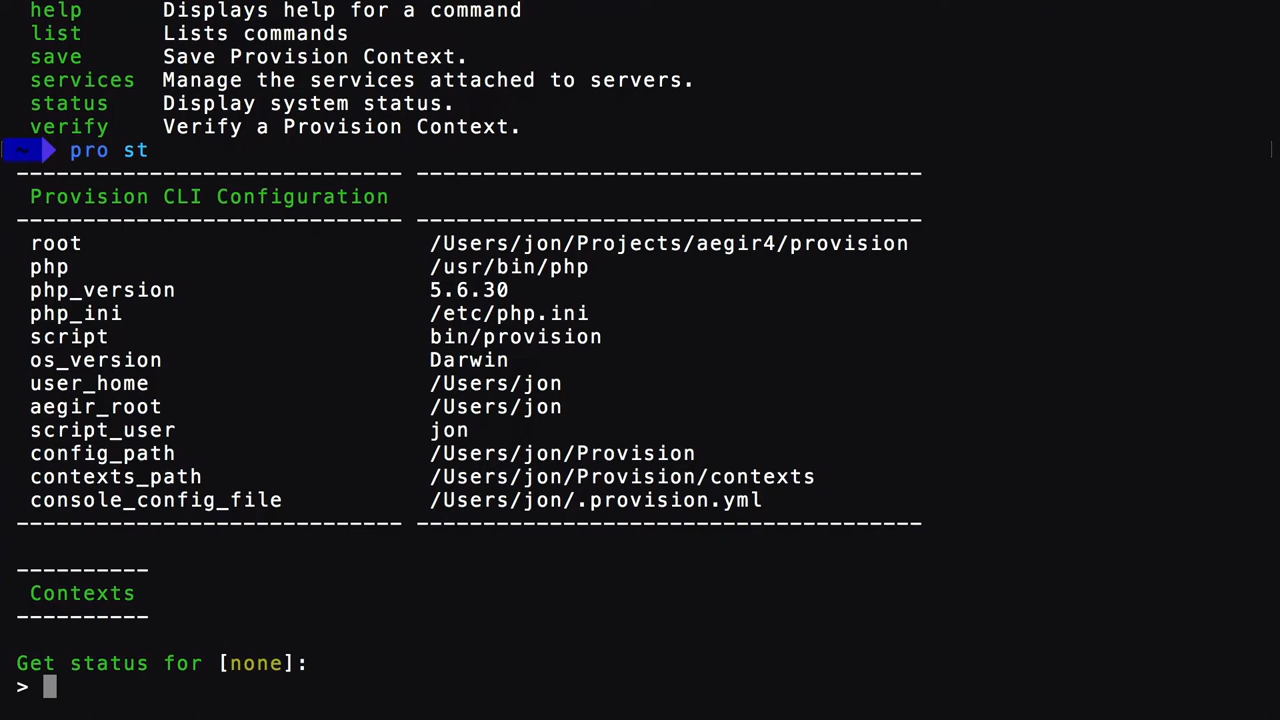 help Displays help for a command
list Lists commands
save Save Provision Context.
services Manage the services attached to servers.
status Display system status.
verify Verify a Provision Context.
~ pro st
----------------------------- --------------------------------------
Provision CLI Configuration
----------------------------- --------------------------------------
root /Users/jon/Projects/aegir4/provision
php /usr/bin/php
php_version 5.6.30
php_ini /etc/php.ini
script bin/provision
os_version Darwin
user_home /Users/jon
aegir_root /Users/jon
script_user jon
config_path /Users/jon/Provision
contexts_path /Users/jon/Provision/contexts
console_config_file /Users/jon/.provision.yml
----------------------------- --------------------------------------
----------
Contexts
----------
Get status for [none]:
>